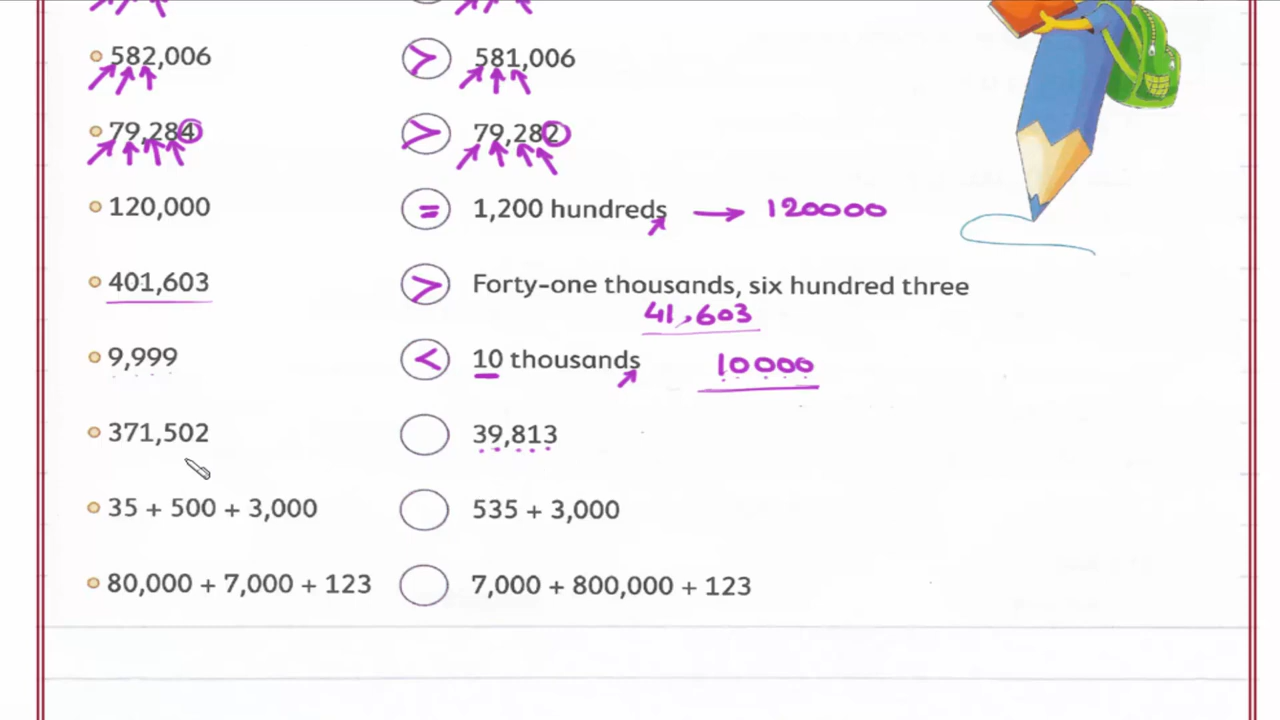 582,006 > 581,006
79,284 > 79,282
120,000 = 1,200 hundreds → 120000
401,603 > Forty-one thousands, six hundred three
41,603
9,999 < 10 thousands 10000
371,502 39,813
35 + 500 + 3,000 535 + 3,000
80,000 + 7,000 + 123 7,000 + 800,000 + 123